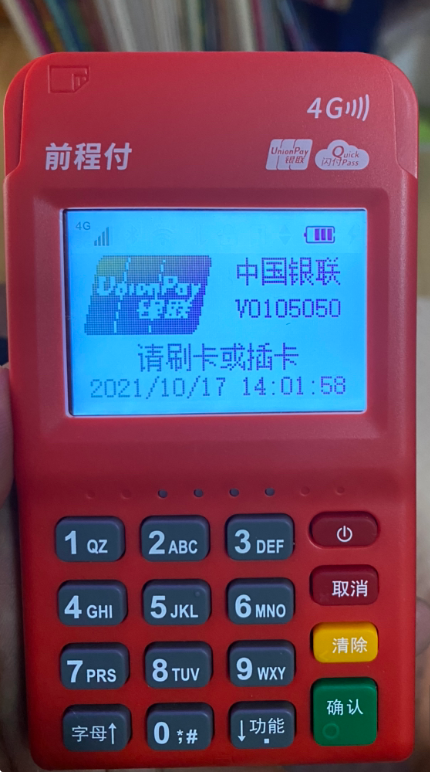 4G
前程付
UnionPay 银联
Quick Pass 闪付
4G
UnionPay 银联
中国银联
V0105050
请刷卡或插卡
2021/10/17 14:01:58
1 QZ 2 ABC 3 DEF
4 GHI 5 JKL 6 MNO 取消
7 PRS 8 TUV 9 WXY 清除
字母↑ 0 *# ↓功能 确认